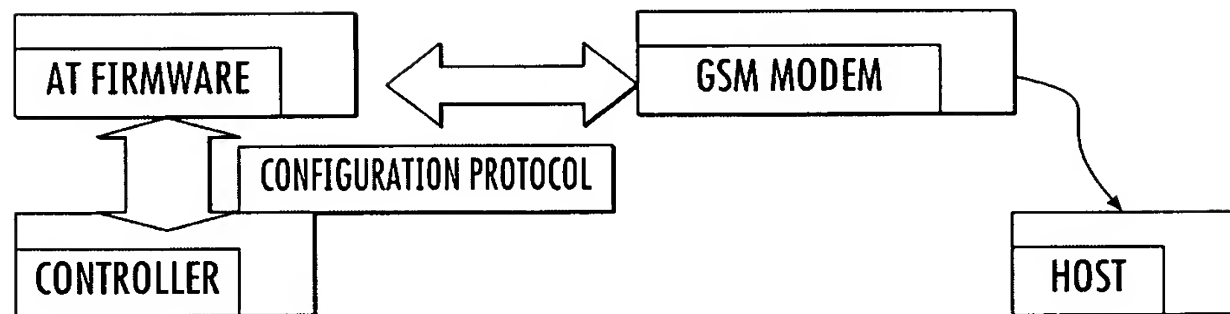 AT FIRMWARE
GSM MODEM
CONFIGURATION PROTOCOL
CONTROLLER
HOST